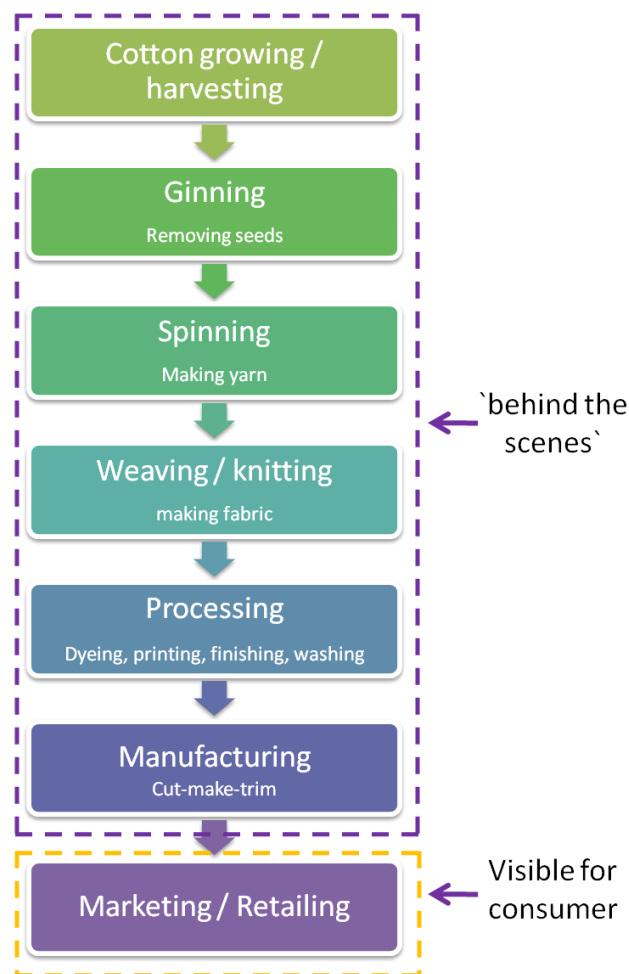 Cotton growing /
harvesting
Ginning
Removing seeds
Spinning
Making yarn
Weaving / knitting
making fabric
Processing
Dyeing, printing, finishing, washing
Manufacturing
Cut-make-trim
Marketing / Retailing
`behind the
scenes`
Visible for
consumer